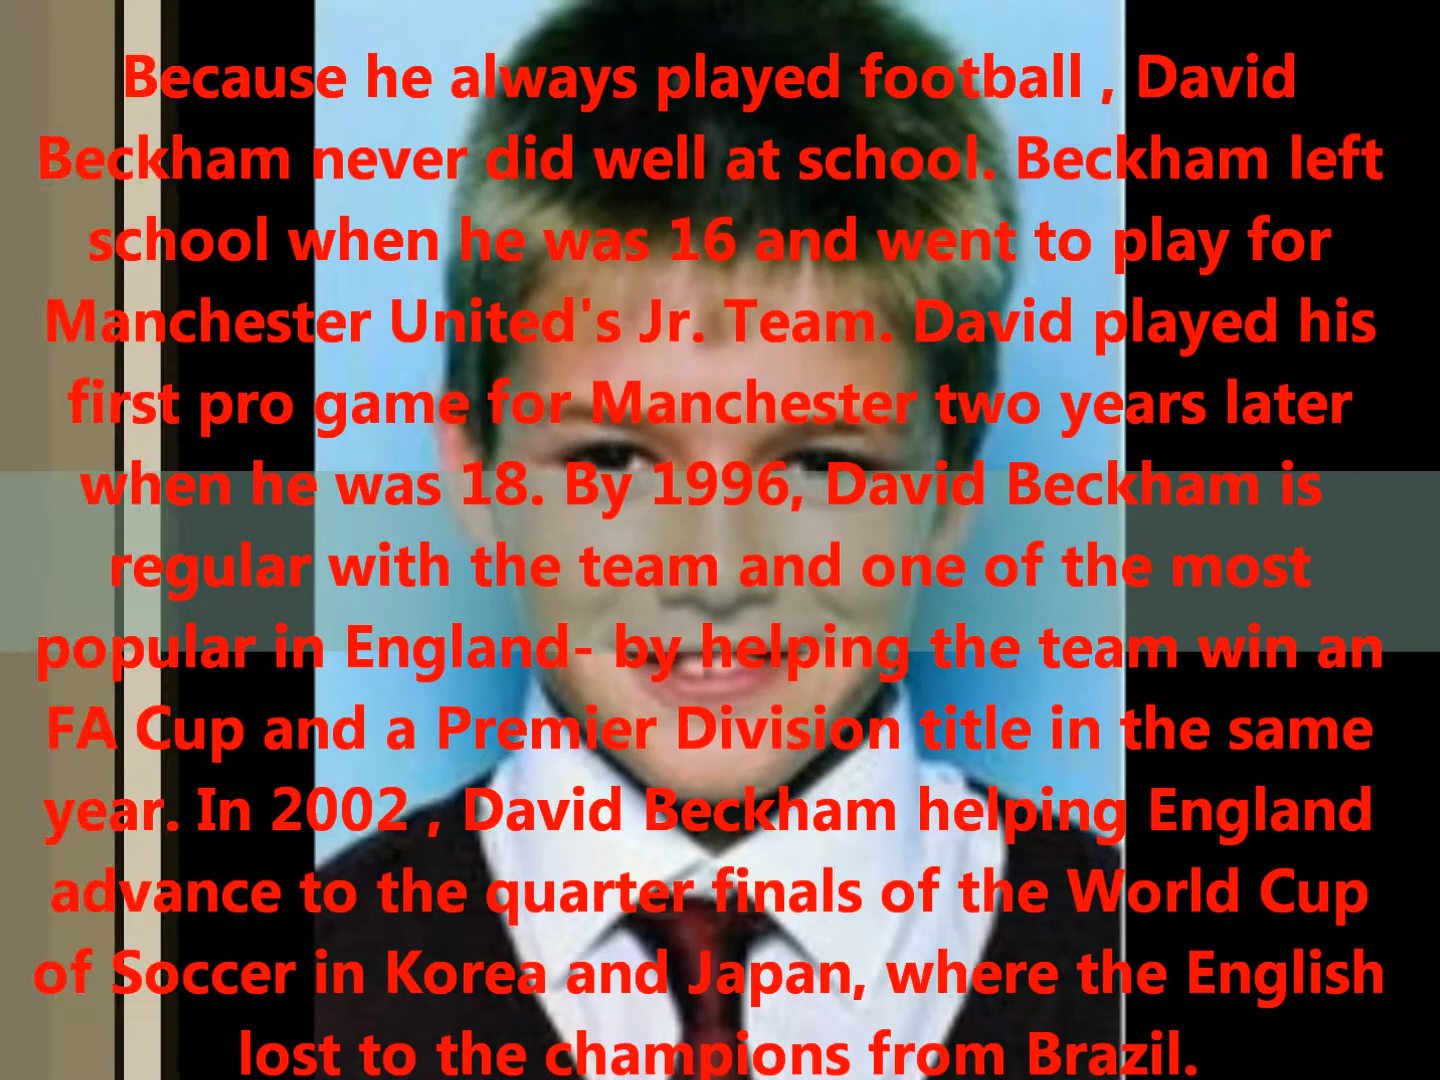 Because he always played football , David
Beckham never did well at school. Beckham left
school when he was 16 and went to play for
Manchester United's Jr. Team. David played his
first pro game for Manchester two years later
when he was 18. By 1996, David Beckham is
regular with the team and one of the most
popular in England- by helping the team win an
FA Cup and a Premier Division title in the same
year. In 2002 , David Beckham helping England
advance to the quarter finals of the World Cup
of Soccer in Korea and Japan, where the English
lost to the champions from Brazil.